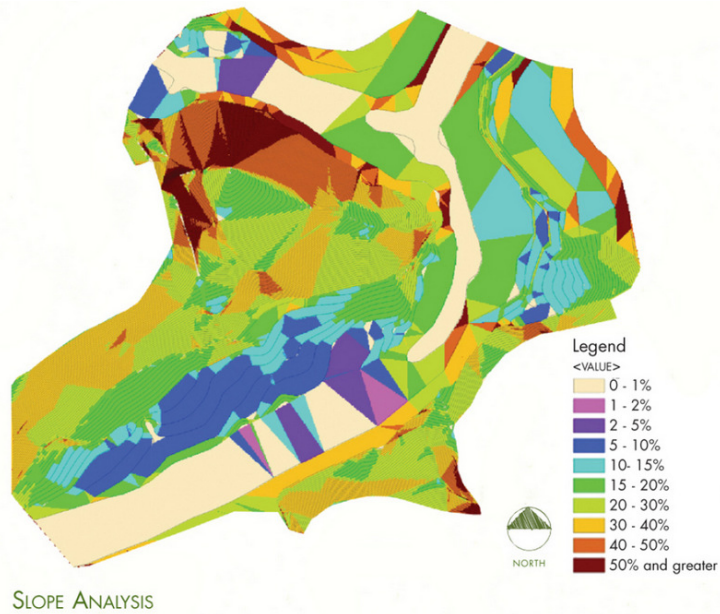 Legend
<VALUE>
0 - 1%
1 - 2%
2 - 5%
5 - 10%
10- 15%
15 - 20%
20 - 30%
30 - 40%
40 - 50%
50% and greater
NORTH
SLOPE ANALYSIS